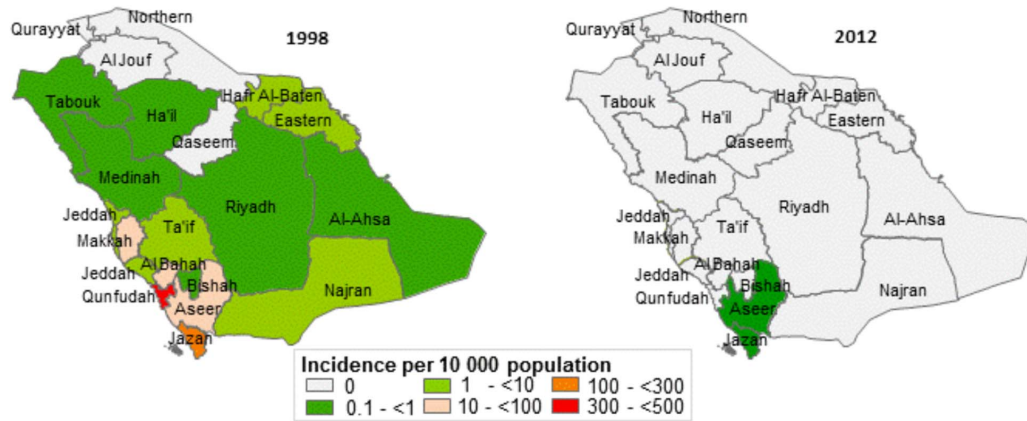 Northern
Qurayyat
1998
Al Jouf
Tabouk
Ha'il
Hafr Al-Baten
Eastern
Qaseem
Medinah
Riyadh
Al-Ahsa
Jeddah
Ta'if
Makkah
Al Bahah
Jeddah
Bishah
Najran
Qunfudah
Aseer
Jazan
Northern
Qurayyat
2012
Al Jouf
Tabouk
Ha'il
Hafr Al-Baten
Eastern
Qaseem
Medinah
Riyadh
Al-Ahsa
Jeddah
Ta'if
Makkah
Al Bahah
Jeddah
Bishah
Najran
Qunfudah
Aseer
Jazan
Incidence per 10 000 population
0 1 - <10 100 - <300
0.1 - <1 10 - <100 300 - <500